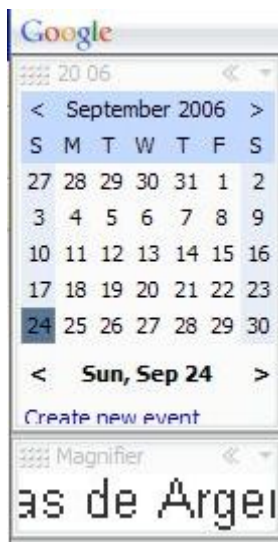 Google
20 06 <<
< September 2006 >
S M T W T F S
27 28 29 30 31 1 2
3 4 5 6 7 8 9
10 11 12 13 14 15 16
17 18 19 20 21 22 23
24 25 26 27 28 29 30
< Sun, Sep 24 >
Create new event
Magnifier <<
as de Argei